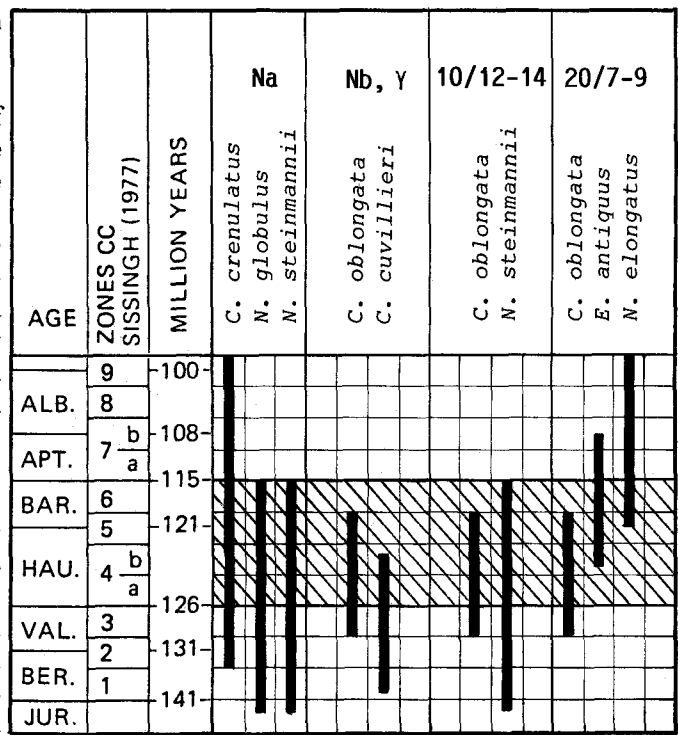 Na Nb, Y 10/12-14 20/7-9
AGE
ZONES CC
SISSINGH (1977)
MILLION YEARS
C. crenulatus
N. globulus
N. steinmannii
C. oblongata
C. cuvillieri
C. oblongata
N. steinmannii
C. oblongata
E. antiquus
N. elongatus
9 100
ALB. 8
108
7 b
APT. a
115
BAR. 6
5 121
HAU. 4 b
a
126
VAL. 3
2 131
BER. 1
141
JUR.